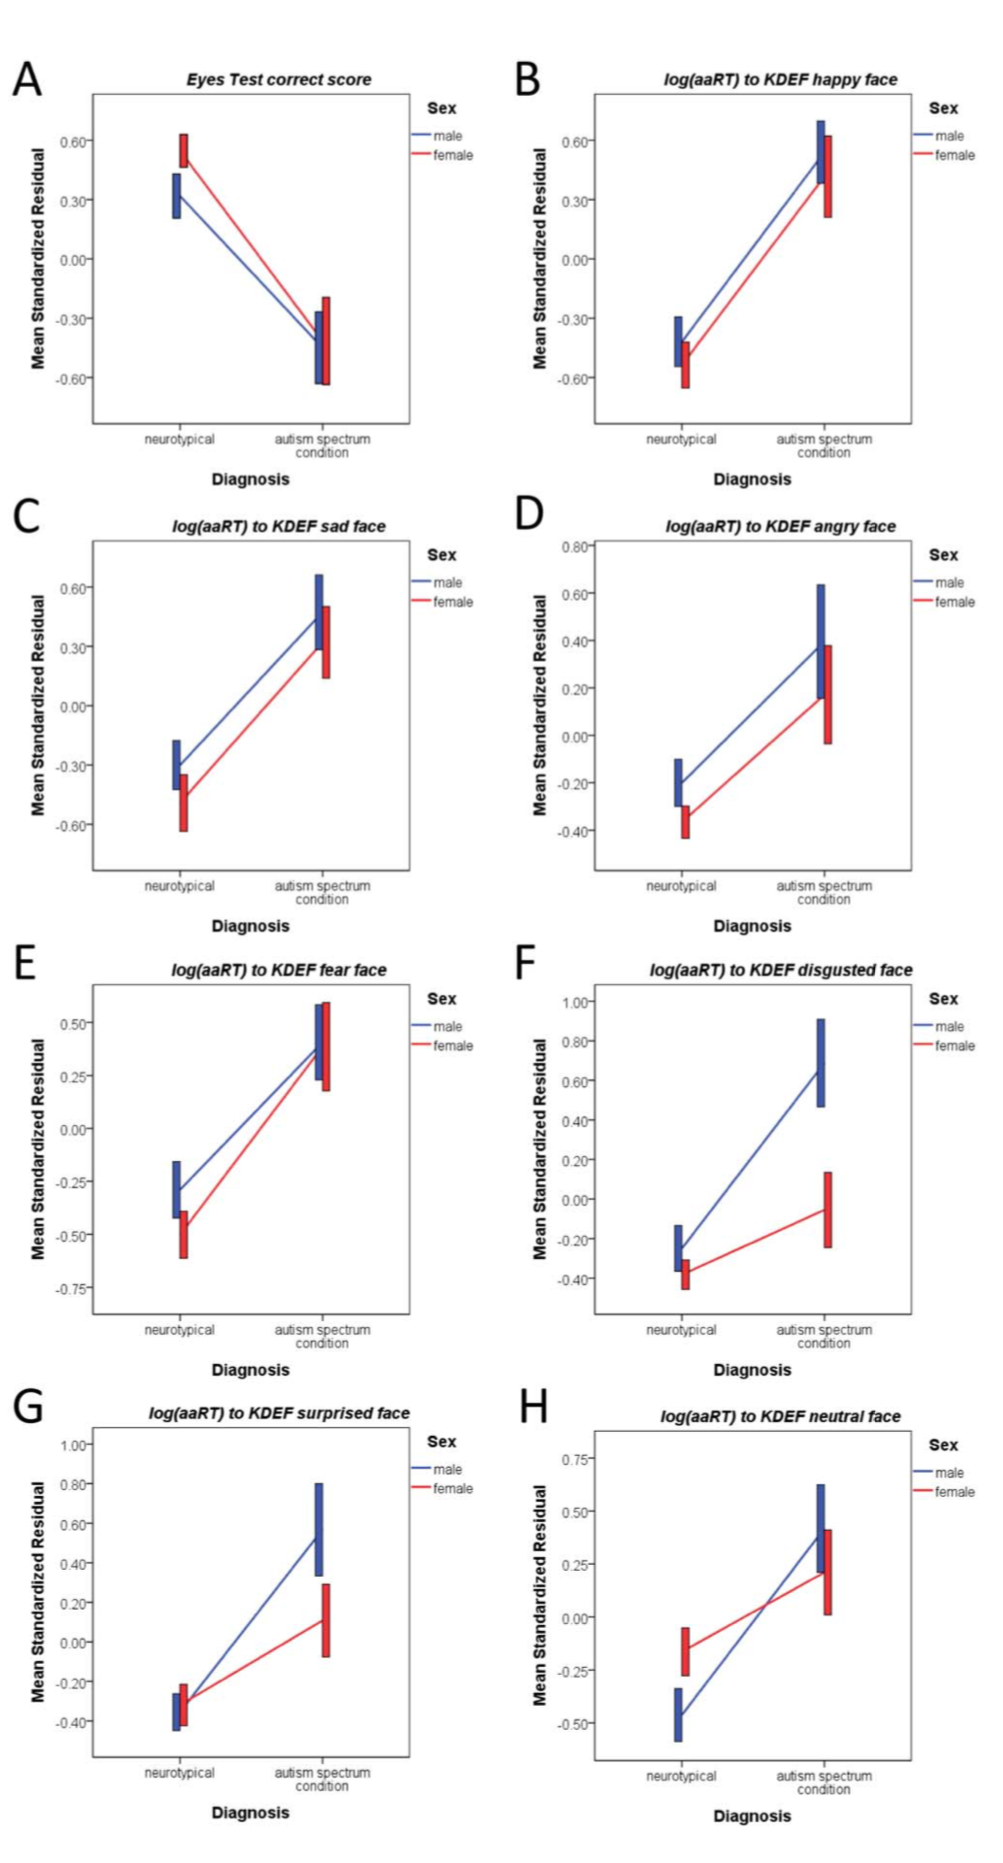 A
Eyes Test correct score
Sex
male
female
Mean Standardized Residual
0.60
0.30
0.00
-0.30
-0.60
neurotypical
autism spectrum
condition
Diagnosis
B
log(aaRT) to KDEF happy face
Sex
male
female
Mean Standardized Residual
0.60
0.30
0.00
-0.30
-0.60
neurotypical
autism spectrum
condition
Diagnosis
C
log(aaRT) to KDEF sad face
Sex
male
female
Mean Standardized Residual
0.60
0.30
0.00
-0.30
-0.60
neurotypical
autism spectrum
condition
Diagnosis
D
log(aaRT) to KDEF angry face
Sex
male
female
Mean Standardized Residual
0.80
0.60
0.40
0.20
0.00
-0.20
-0.40
neurotypical
autism spectrum
condition
Diagnosis
E
log(aaRT) to KDEF fear face
Sex
male
female
Mean Standardized Residual
0.50
0.25
0.00
-0.25
-0.50
-0.75
neurotypical
autism spectrum
condition
Diagnosis
F
log(aaRT) to KDEF disgusted face
Sex
male
female
Mean Standardized Residual
1.00
0.80
0.60
0.40
0.20
0.00
-0.20
-0.40
neurotypical
autism spectrum
condition
Diagnosis
G
log(aaRT) to KDEF surprised face
Sex
male
female
Mean Standardized Residual
1.00
0.80
0.60
0.40
0.20
0.00
-0.20
-0.40
neurotypical
autism spectrum
condition
Diagnosis
H
log(aaRT) to KDEF neutral face
Sex
male
female
Mean Standardized Residual
0.75
0.50
0.25
0.00
-0.25
-0.50
neurotypical
autism spectrum
condition
Diagnosis